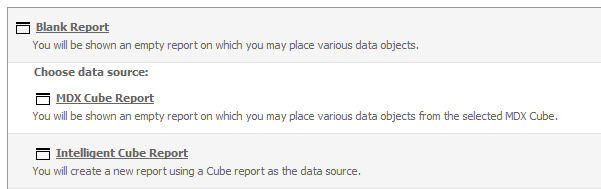 Blank Report
You will be shown an empty report on which you may place various data objects.
Choose data source:
MDX Cube Report
You will be shown an empty report on which you may place various data objects from the selected MDX Cube.
Intelligent Cube Report
You will create a new report using a Cube report as the data source.